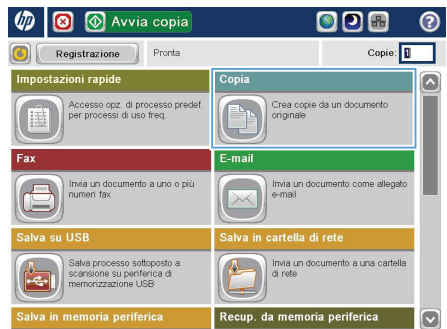 hp
Avvia copia
?
Registrazione
Pronta
Copie: 1
Impostazioni rapide
Accesso opz. di processo predef.
per processi di uso freq.
Copia
Crea copie da un documento
originale
Fax
Invia un documento a uno o più
numeri fax
E-mail
Invia un documento come allegato
e-mail
Salva su USB
Salva processo sottoposto a
scansione su periferica di
memorizzazione USB
Salva in cartella di rete
Invia un documento a una cartella
di rete
Salva in memoria periferica
Recup. da memoria periferica